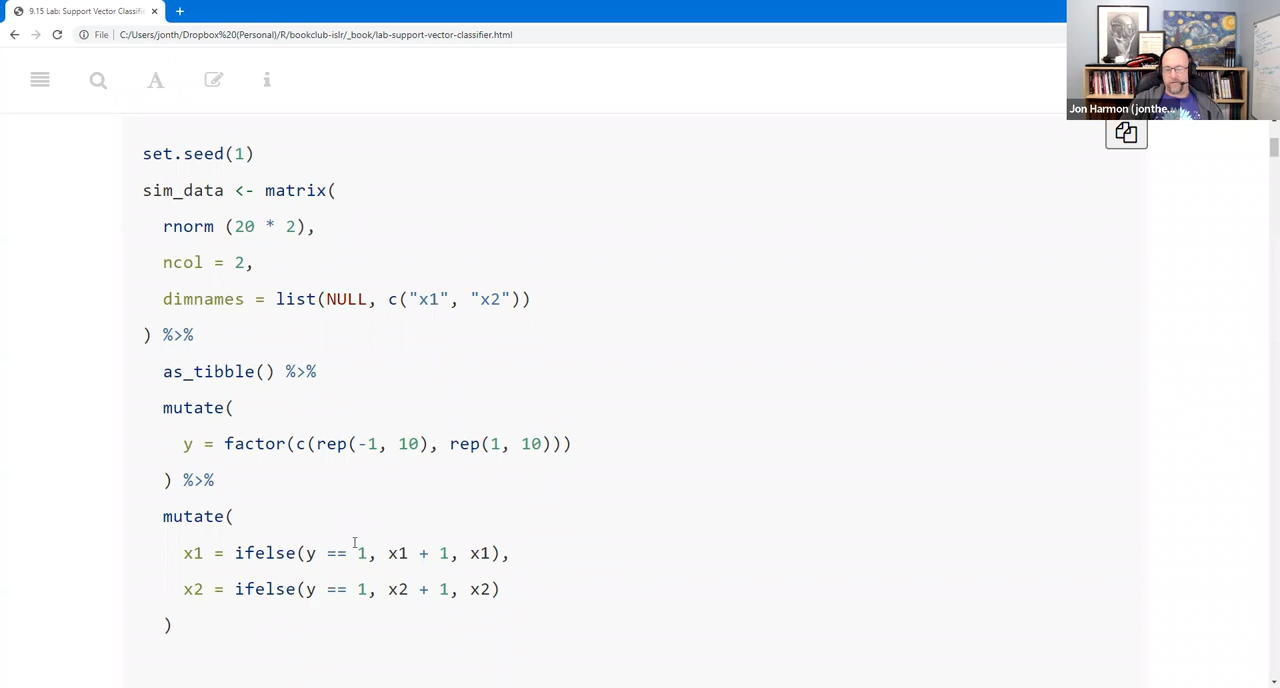 9.15 Lab: Support Vector Classifi
File | C:/Users/jonth/Dropbox%20(Personal)/R/bookclub-islr/_book/lab-support-vector-classifier.html
Jon Harmon (jonthe...
set.seed(1)
sim_data <- matrix(
rnorm (20 * 2),
ncol = 2,
dimnames = list(NULL, c("x1", "x2"))
) %>%
as_tibble() %>%
mutate(
y = factor(c(rep(-1, 10), rep(1, 10)))
) %>%
mutate(
x1 = ifelse(y == 1, x1 + 1, x1),
x2 = ifelse(y == 1, x2 + 1, x2)
)